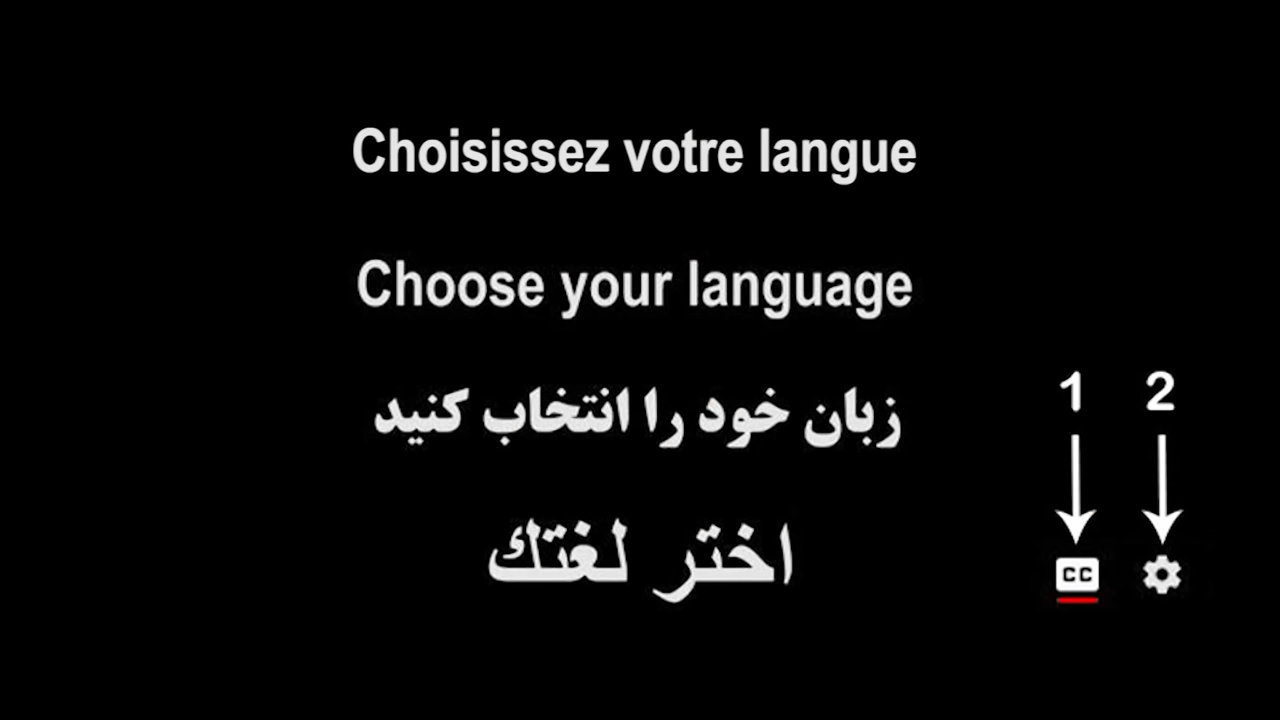 Choisissez votre langue
Choose your language
زبان خود را انتخاب کنید
اختر لغتك
1 2
CC